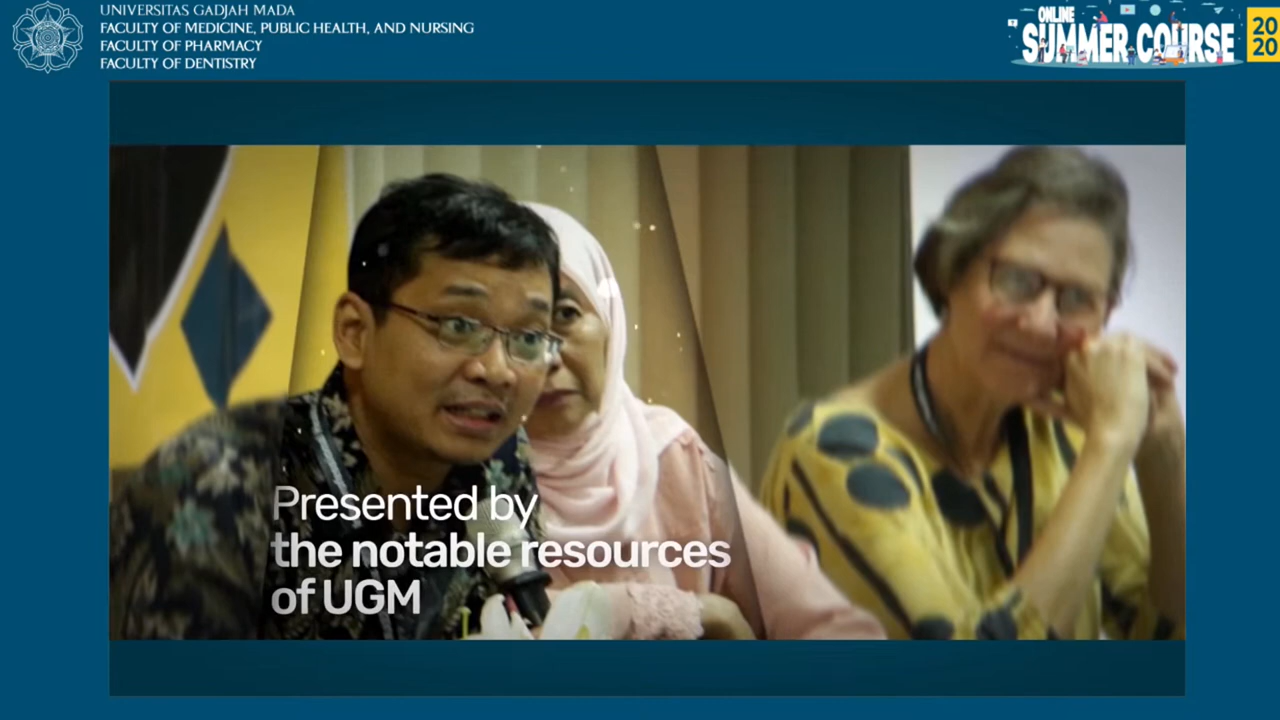 UNIVERSITAS GADJAH MADA
FACULTY OF MEDICINE, PUBLIC HEALTH, AND NURSING
FACULTY OF PHARMACY
FACULTY OF DENTISTRY
ONLINE
SUMMER COURSE
20
20
Presented by
the notable resources
of UGM